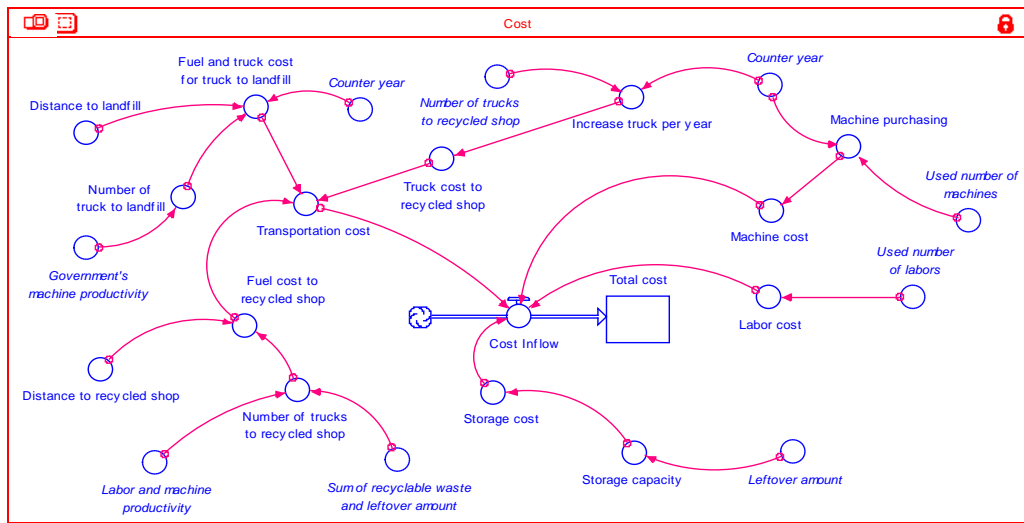 Cost
Fuel and truck cost
for truck to landfill
Counter year
Distance to landfill
Number of
truck to landfill
Government's
machine productivity
Transportation cost
Number of trucks
to recycled shop
Increase truck per year
Counter year
Machine purchasing
Truck cost to
recycled shop
Used number of
machines
Machine cost
Used number
of labors
Labor cost
Fuel cost to
recycled shop
Total cost
Cost Inflow
Distance to recycled shop
Number of trucks
to recycled shop
Storage cost
Labor and machine
productivity
Sum of recyclable waste
and leftover amount
Storage capacity
Leftover amount